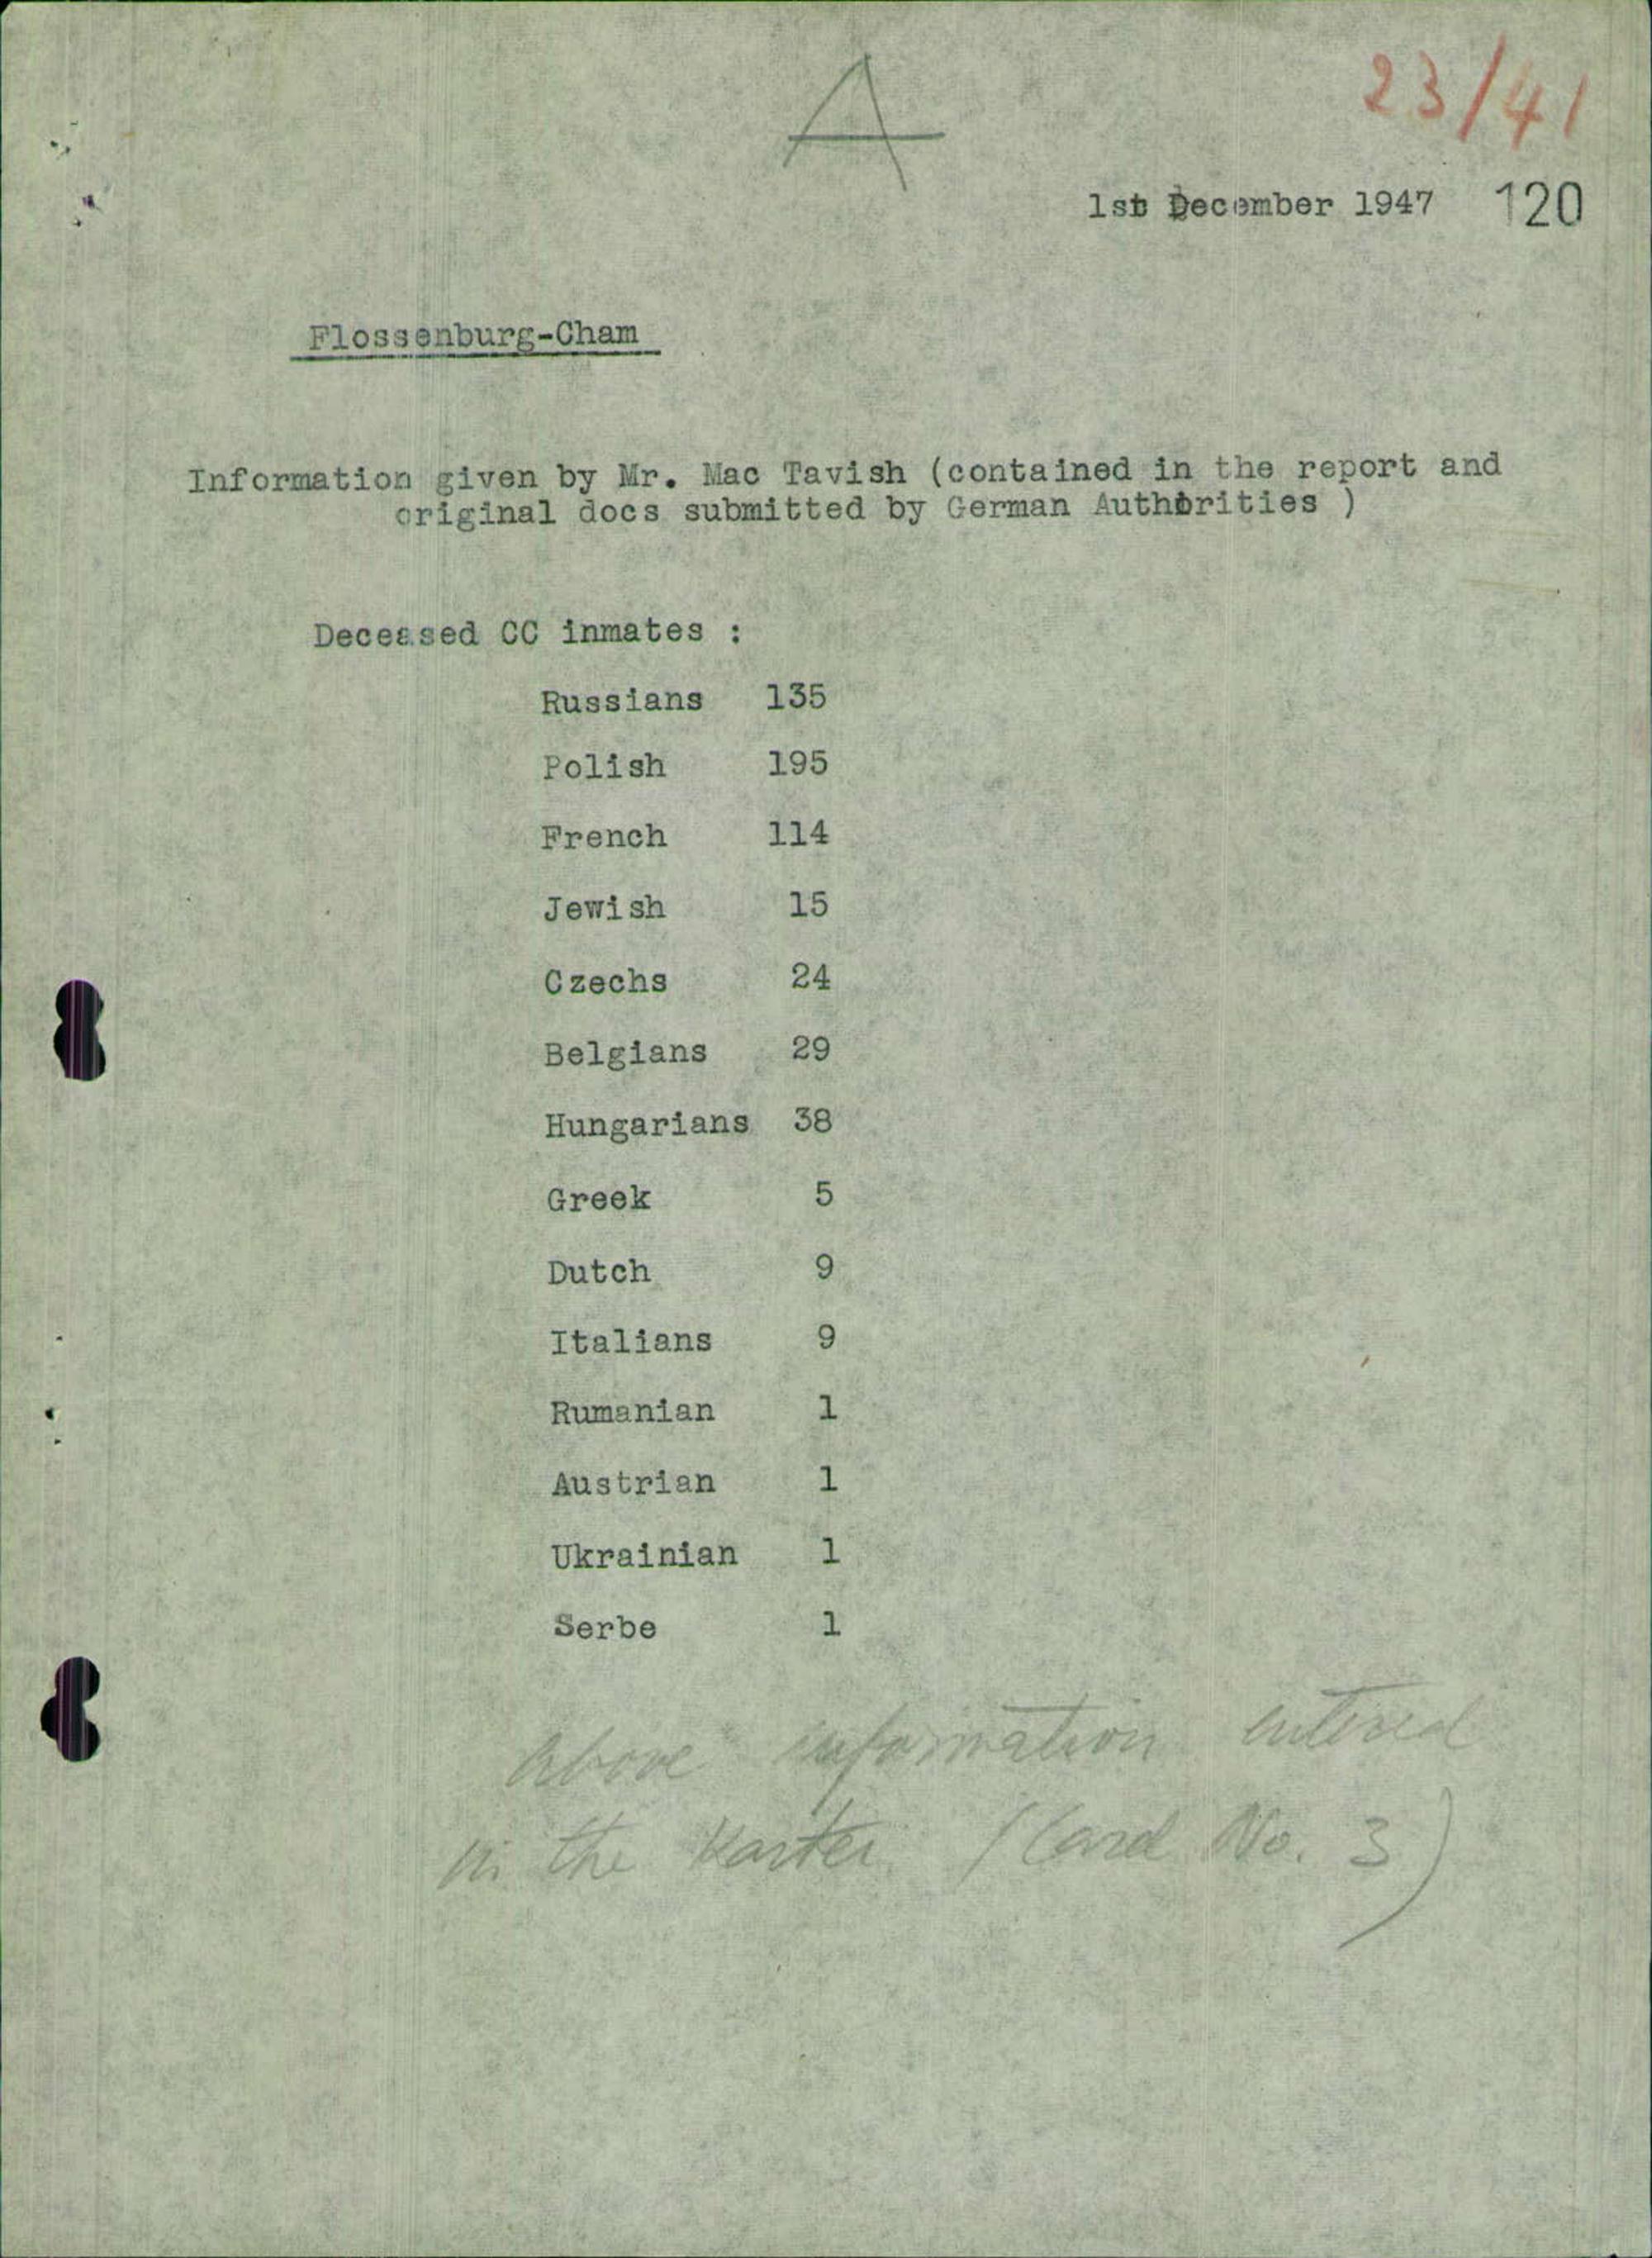 A
23/41
1st December 1947 120
Flossenburg-Cham
Information given by Mr. Mac Tavish (contained in the report and
original docs submitted by German Authorities )
Deceased CC inmates :
Russians 135
Polish 195
French 114
Jewish 15
Czechs 24
Belgians 29
Hungarians 38
Greek 5
Dutch 9
Italians 9
Rumanian 1
Austrian 1
Ukrainian 1
Serbe 1
Above information entered
in the (Card No. 3)